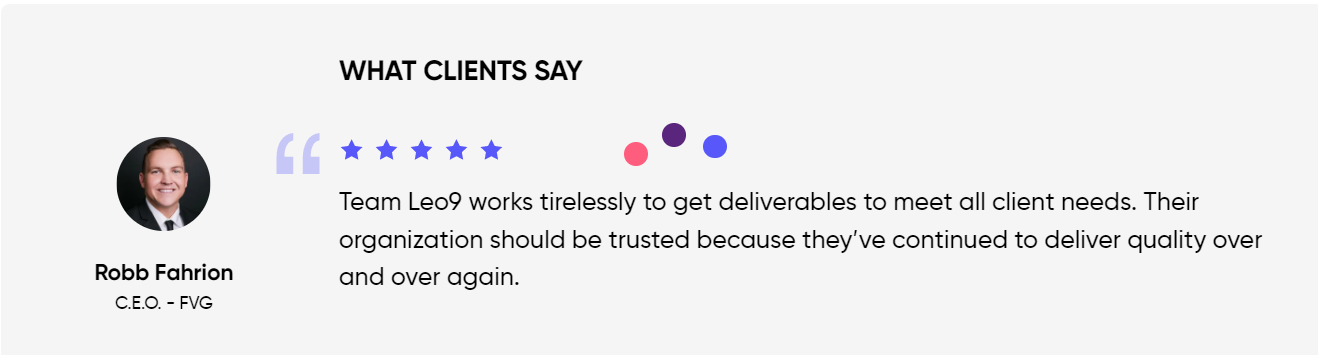 WHAT CLIENTS SAY
“
Team Leo9 works tirelessly to get deliverables to meet all client needs. Their
organization should be trusted because they’ve continued to deliver quality over
and over again.
Robb Fahrion
C.E.O. - FVG